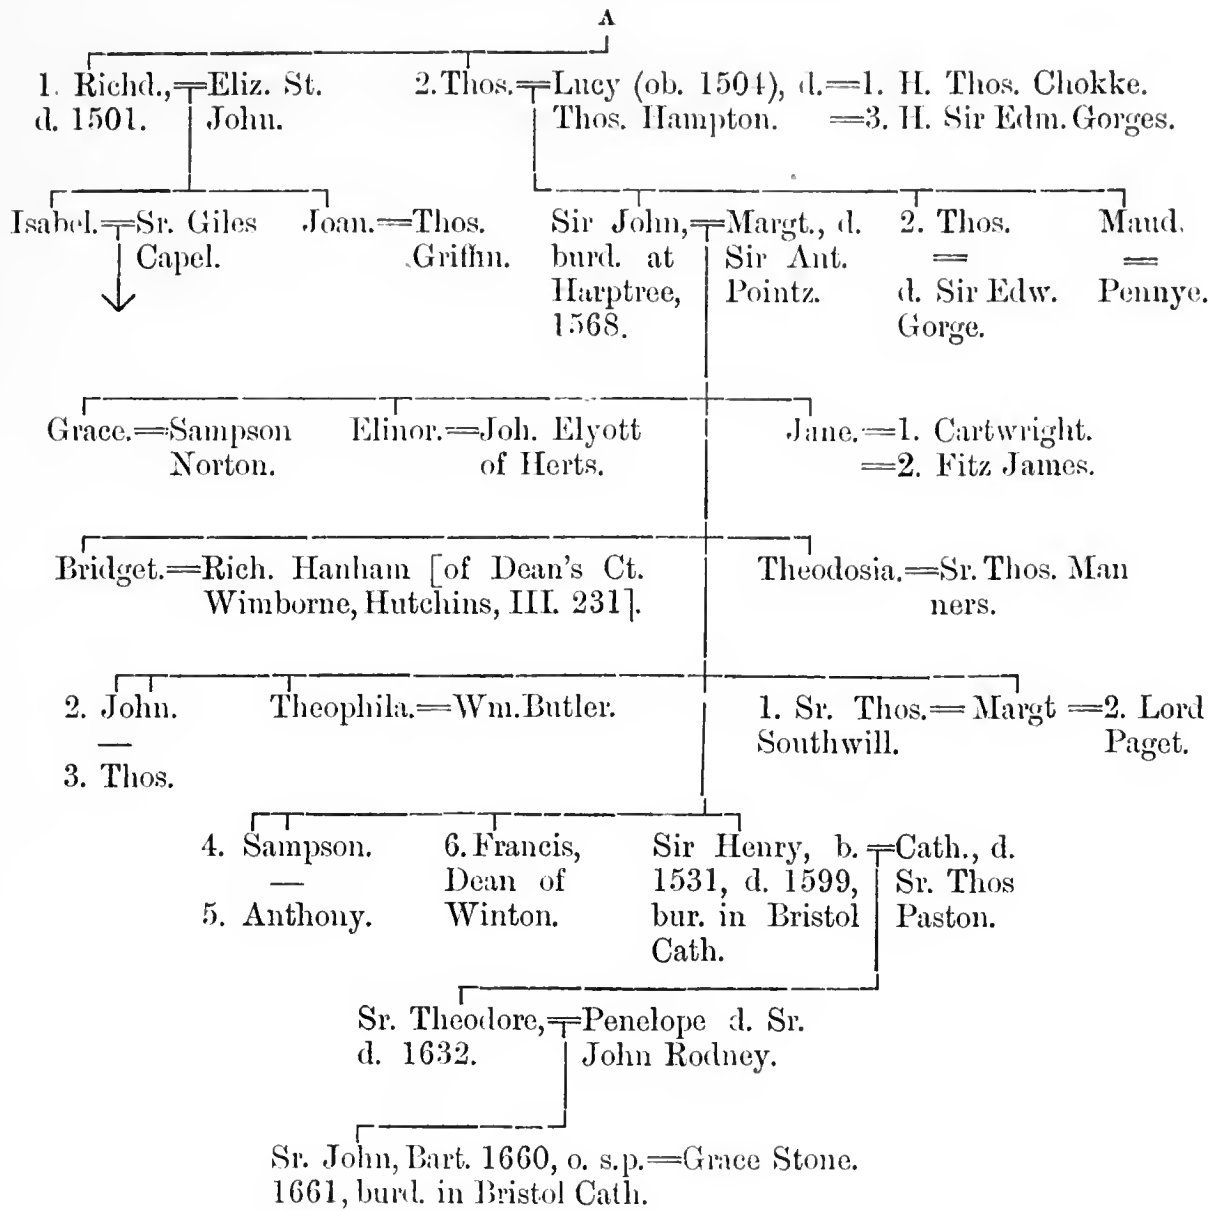 A
1. Richd.,=Eliz. St. 2. Thos.=Lucy (ob. 1504), d.=1. H. Thos. Chokke.
d. 1501. John. Thos. Hampton. =3. H. Sir Edm. Gorges.
Isabel.=Sr. Giles Joan.=Thos. Sir John,=Margt., d. 2. Thos. Maud.
Capel. Griffin. burd. at Sir Ant. = =
Harptree, Pointz. d. Sir Edw. Pennye.
1568. Gorge.
Grace.=Sampson Elinor.=Joh. Elyott Jane.=1. Cartwright.
Norton. of Herts. =2. Fitz James.
Bridget.=Rich. Hanham [of Dean's Ct. Theodosia.=Sr. Thos. Man
Wimborne, Hutchins, III. 231]. ners.
2. John. Theophila.=Wm. Butler. 1. Sr. Thos.=Margt=2. Lord
— Southwill. Paget.
3. Thos.
4. Sampson. 6. Francis, Sir Henry, b.=Cath., d.
— Dean of 1531, d. 1599, Sr. Thos
5. Anthony. Winton. bur. in Bristol Paston.
Cath.
Sr. Theodore,=Penelope d. Sr.
d. 1632. John Rodney.
Sr. John, Bart. 1660, o. s.p.=Grace Stone.
1661, burd. in Bristol Cath.